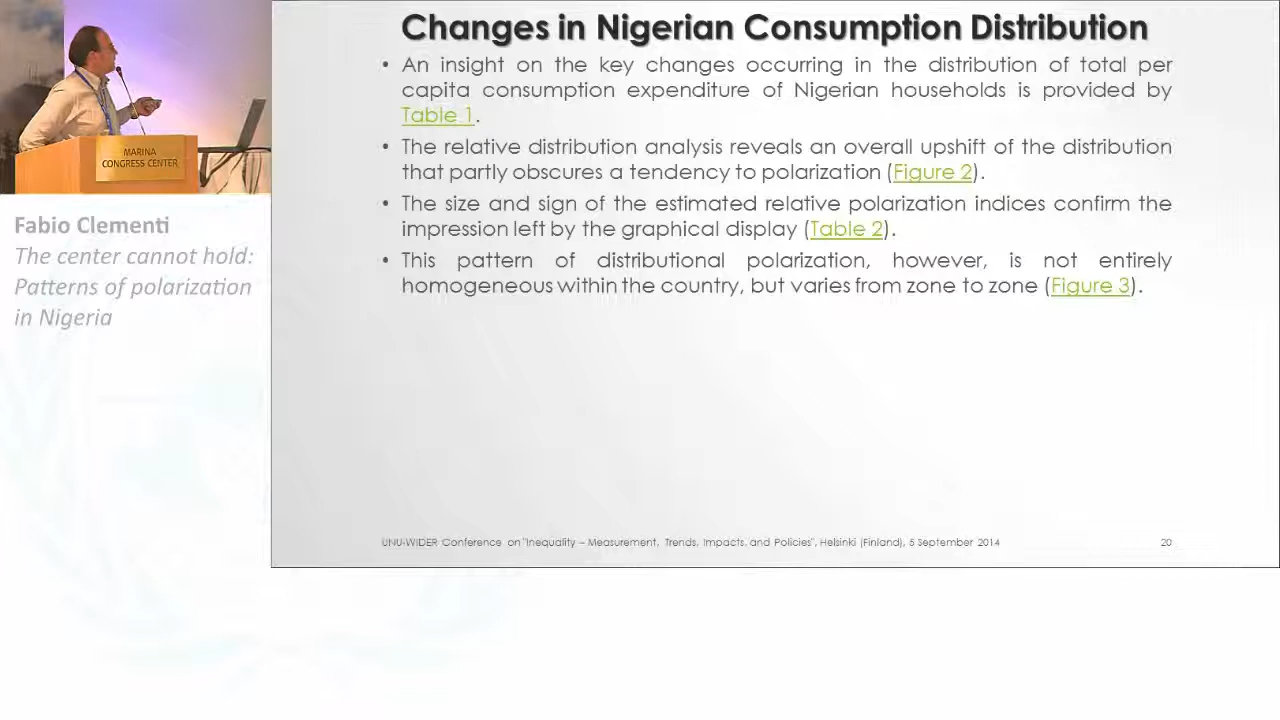 MARINA
CONGRESS CENTER
Fabio Clementi
The center cannot hold:
Patterns of polarization
in Nigeria
Changes in Nigerian Consumption Distribution
• An insight on the key changes occurring in the distribution of total per
capita consumption expenditure of Nigerian households is provided by
Table 1.
• The relative distribution analysis reveals an overall upshift of the distribution
that partly obscures a tendency to polarization (Figure 2).
• The size and sign of the estimated relative polarization indices confirm the
impression left by the graphical display (Table 2).
• This pattern of distributional polarization, however, is not entirely
homogeneous within the country, but varies from zone to zone (Figure 3).
UNU-WIDER Conference on "Inequality – Measurement, Trends, Impacts, and Policies", Helsinki (Finland), 5 September 2014
20